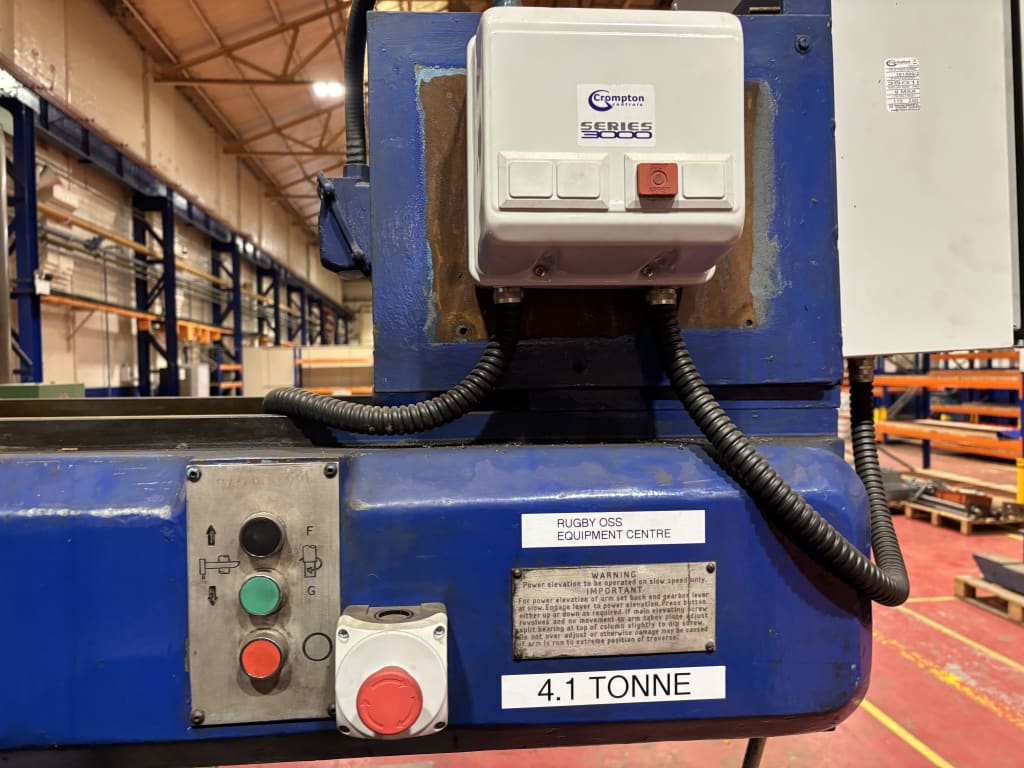 Crompton
controls
SERIES
3000
Crompton
F
G
RUGBY OSS
EQUIPMENT CENTRE
WARNING
Power elevation to be operated on slow speed only.
IMPORTANT
For power elevation of arm set back end gearbox lever
at slow. Engage lever to power elevation. Press button
either up or down as required. If main elevating screw
revolves and no movement to arm takes place adjust
split bearing at top of column slightly to dip screw.
Do not over adjust or otherwise damage may be caused
if arm is run to extreme position of traverse.
4.1 TONNE